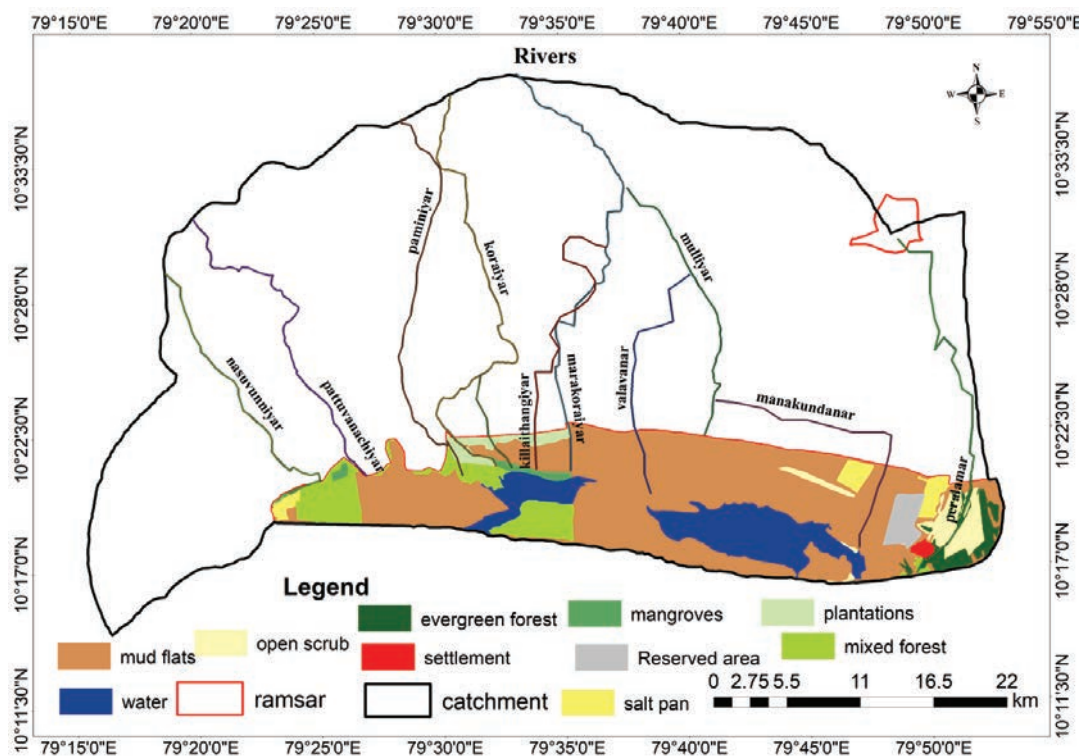 79°15'0"E 79°20'0"E 79°25'0"E 79°30'0"E 79°35'0"E 79°40'0"E 79°45'0"E 79°50'0"E 79°55'0"E
Rivers
N
W E
S
10°33'30"N 10°33'30"N
10°28'0"N 10°28'0"N
10°22'30"N 10°22'30"N
10°17'0"N 10°17'0"N
10°11'30"N 10°11'30"N
nasuvunniyar
pattuvanachiyar
paminiyar
koraiyar
killaithangiyar
marakoraiyar
valavanar
mulliyar
manakundanar
peralamar
Legend
mud flats
open scrub
evergreen forest
mangroves
plantations
settlement
Reserved area
mixed forest
water
ramsar
catchment
salt pan
0 2.75 5.5 11 16.5 22
km
79°15'0"E 79°20'0"E 79°25'0"E 79°30'0"E 79°35'0"E 79°40'0"E 79°45'0"E 79°50'0"E 79°55'0"E